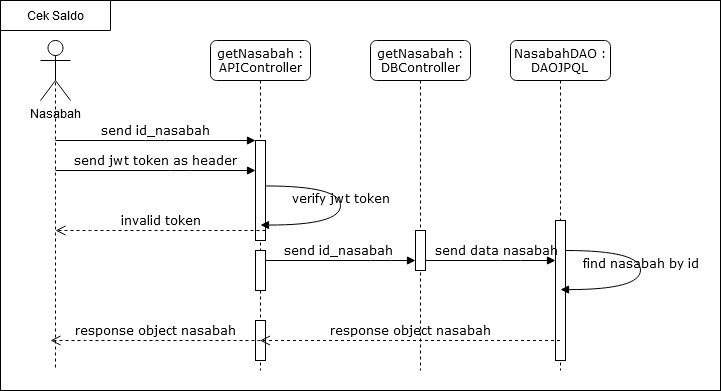 Cek Saldo
getNasabah :
APIController
getNasabah :
DBController
NasabahDAO :
DAOJPQL
Nasabah
send id_nasabah
send jwt token as header
verify jwt token
invalid token
send id_nasabah
send data nasabah
find nasabah by id
response object nasabah
response object nasabah